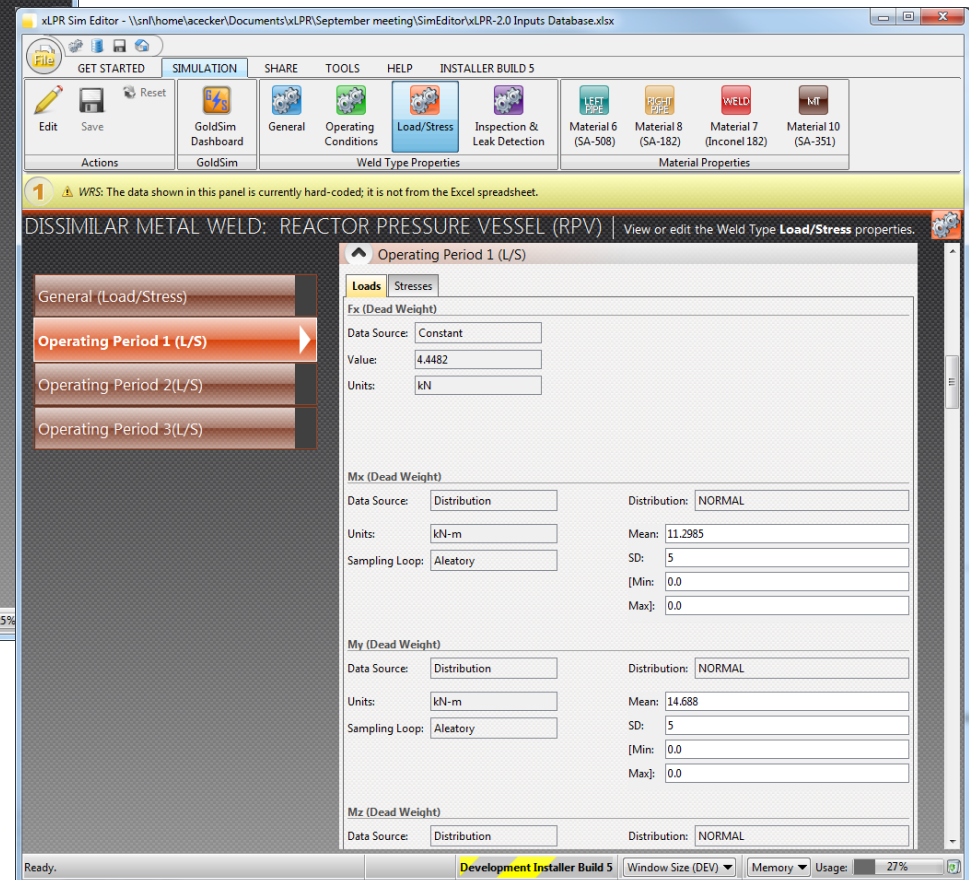 xLPR Sim Editor - \\snl\home\acecker\Documents\xLPR\September meeting\SimEditor\xLPR-2.0 Inputs Database.xlsx
File
GET STARTED SIMULATION SHARE TOOLS HELP INSTALLER BUILD 5
Edit Save Reset GoldSim Dashboard General Operating Conditions Load/Stress Inspection & Leak Detection LEFT PIPE Material 6 (SA-508) RIGHT PIPE Material 8 (SA-182) WELD Material 7 (Inconel 182) MT Material 10 (SA-351)
Actions GoldSim Weld Type Properties Material Properties
1 WRS: The data shown in this panel is currently hard-coded; it is not from the Excel spreadsheet.
DISSIMILAR METAL WELD: REACTOR PRESSURE VESSEL (RPV) | View or edit the Weld Type Load/Stress properties.
General (Load/Stress)
Operating Period 1 (L/S)
Operating Period 2(L/S)
Operating Period 3(L/S)
Operating Period 1 (L/S)
Loads Stresses
Fx (Dead Weight)
Data Source: Constant
Value: 4.4482
Units: kN
Mx (Dead Weight)
Data Source: Distribution Distribution: NORMAL
Units: kN-m Mean: 11.2985
Sampling Loop: Aleatory SD: 5
[Min: 0.0
Max]: 0.0
My (Dead Weight)
Data Source: Distribution Distribution: NORMAL
Units: kN-m Mean: 14.688
Sampling Loop: Aleatory SD: 5
[Min: 0.0
Max]: 0.0
Mz (Dead Weight)
Data Source: Distribution Distribution: NORMAL
5%
Ready. Development Installer Build 5 Window Size (DEV) Memory Usage: 27%